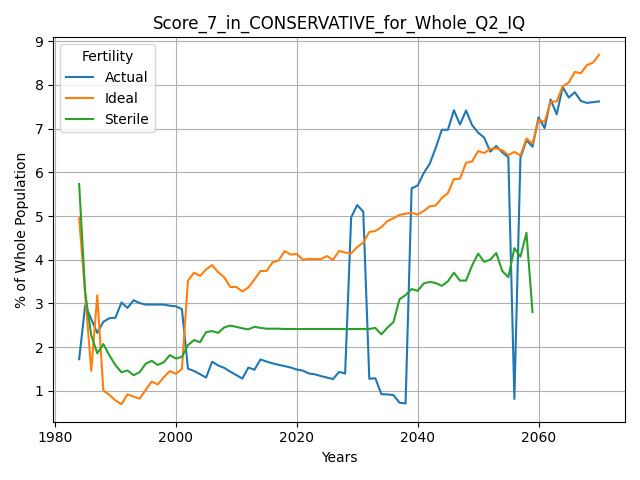 Score_7_in_CONSERVATIVE_for_Whole_Q2_IQ
% of Whole Population
9
8
7
6
5
4
3
2
1
Fertility
Actual
Ideal
Sterile
1980
2000
2020
2040
2060
Years